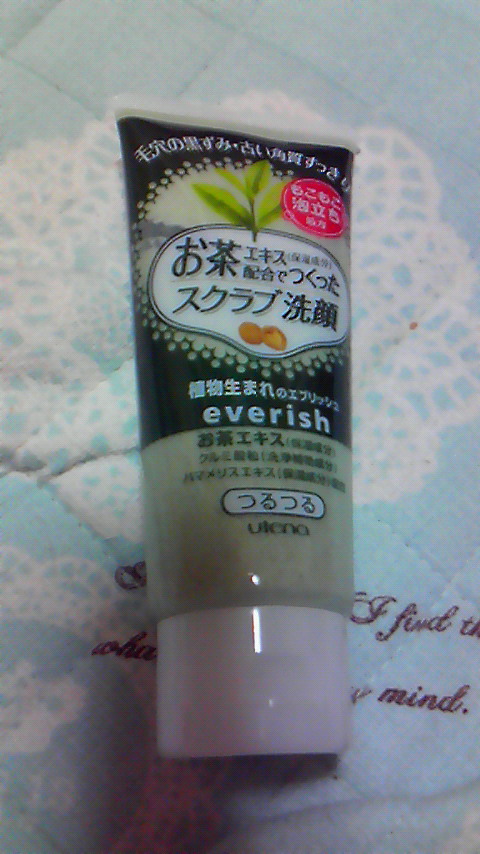 毛穴の黒ずみ・古い角質すっきり
もこもこ
泡立ち
処方
お茶エキス(保湿成分)
配合でつくった
スクラブ洗顔
植物生まれのエブリッシュ
everish
お茶エキス(保湿成分)
クルミ殻粒(洗浄補助成分)
ハマメリスエキス(保湿成分)配合
つるつる
utena
I find th
wha
my mind.